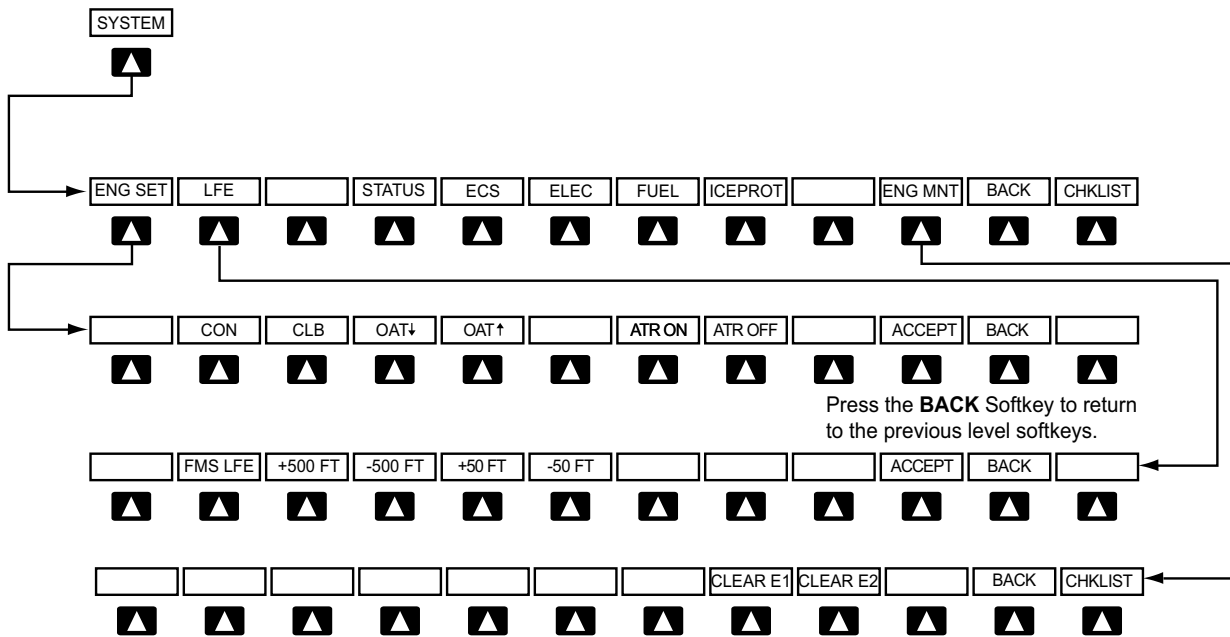 SYSTEM
ENG SET LFE STATUS ECS ELEC FUEL ICEPROT ENG MNT BACK CHKLIST
CON CLB OAT↓ OAT↑ ATR ON ATR OFF ACCEPT BACK
Press the BACK Softkey to return
to the previous level softkeys.
FMS LFE +500 FT -500 FT +50 FT -50 FT ACCEPT BACK
CLEAR E1 CLEAR E2 BACK CHKLIST